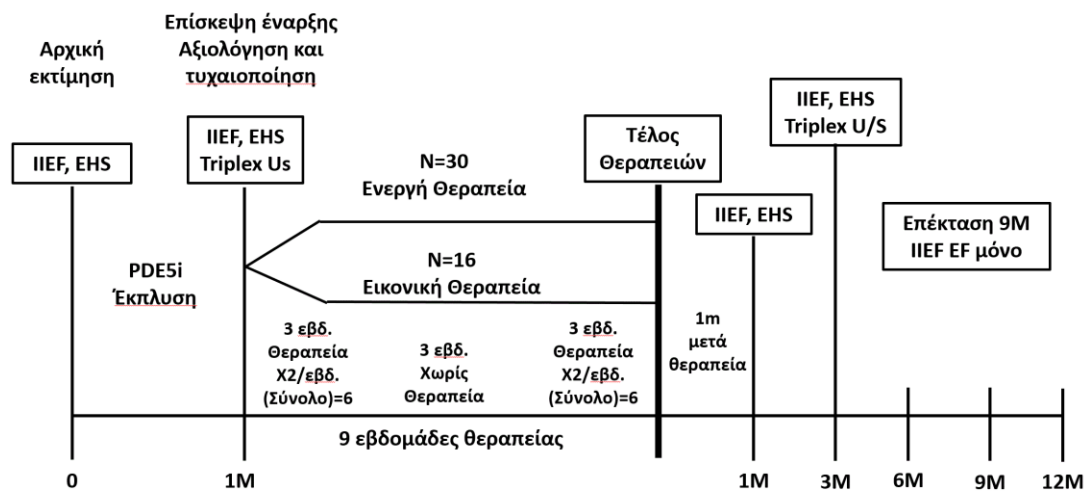 Αρχική
εκτίμηση
Επίσκεψη έναρξης
Αξιολόγηση και
τυχαιοποίηση
IIEF, EHS
IIEF, EHS
Triplex Us
PDE5i
Έκπλυση
N=30
Ενεργή Θεραπεία
N=16
Εικονική Θεραπεία
3 εβδ.
Θεραπεία
X2/εβδ.
(Σύνολο)=6
3 εβδ.
Χωρίς
Θεραπεία
3 εβδ.
Θεραπεία
X2/εβδ.
(Σύνολο)=6
Τέλος
Θεραπειών
1m
μετά
θεραπεία
IIEF, EHS
IIEF, EHS
Triplex U/S
Επέκταση 9M
IIEF EF μόνο
9 εβδομάδες θεραπείας
0
1M
1M
3M
6M
9M
12M